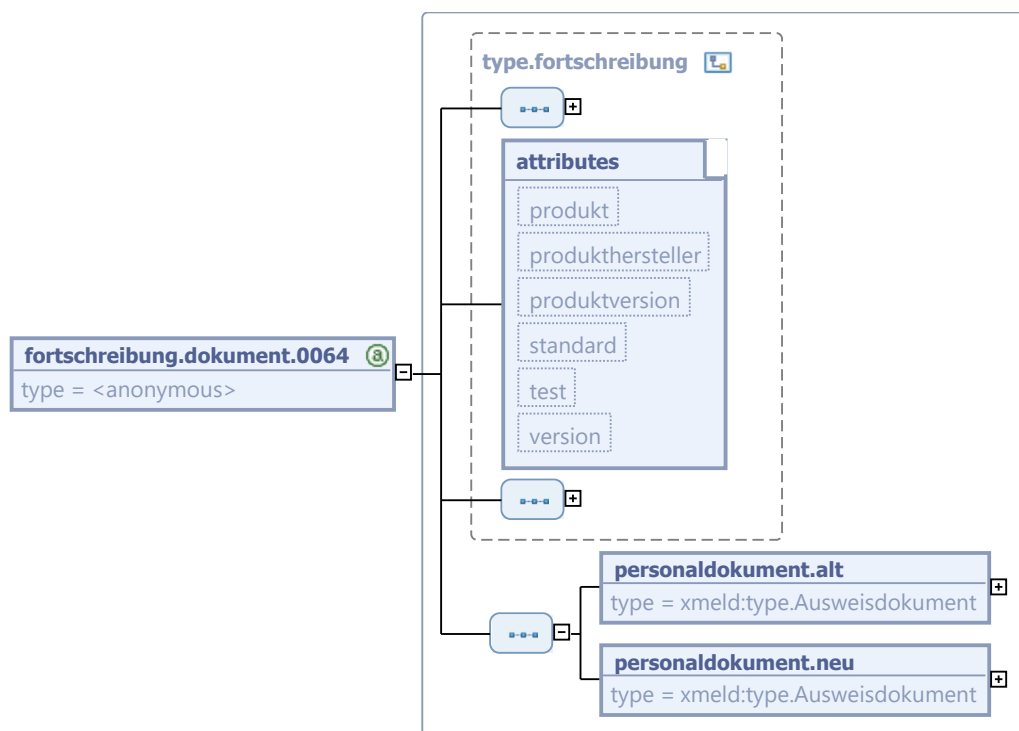 type.fortschreibung
attributes
produkt
produkthersteller
produktversion
standard
test
version
fortschreibung.dokument.0064
type = <anonymous>
personaldokument.alt
type = xmeld:type.Ausweisdokument
personaldokument.neu
type = xmeld:type.Ausweisdokument